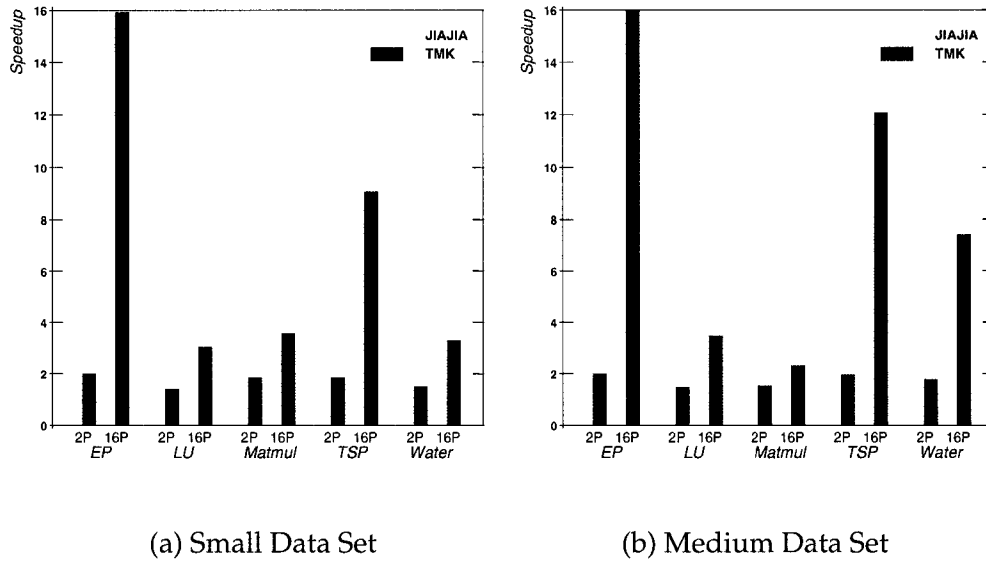 Speedup
16
14
12
10
8
6
4
2
0
JIAJIA
TMK
2P 16P 2P 16P 2P 16P 2P 16P 2P 16P
EP LU Matmul TSP Water
(a) Small Data Set
Speedup
16
14
12
10
8
6
4
2
0
JIAJIA
TMK
2P 16P 2P 16P 2P 16P 2P 16P 2P 16P
EP LU Matmul TSP Water
(b) Medium Data Set